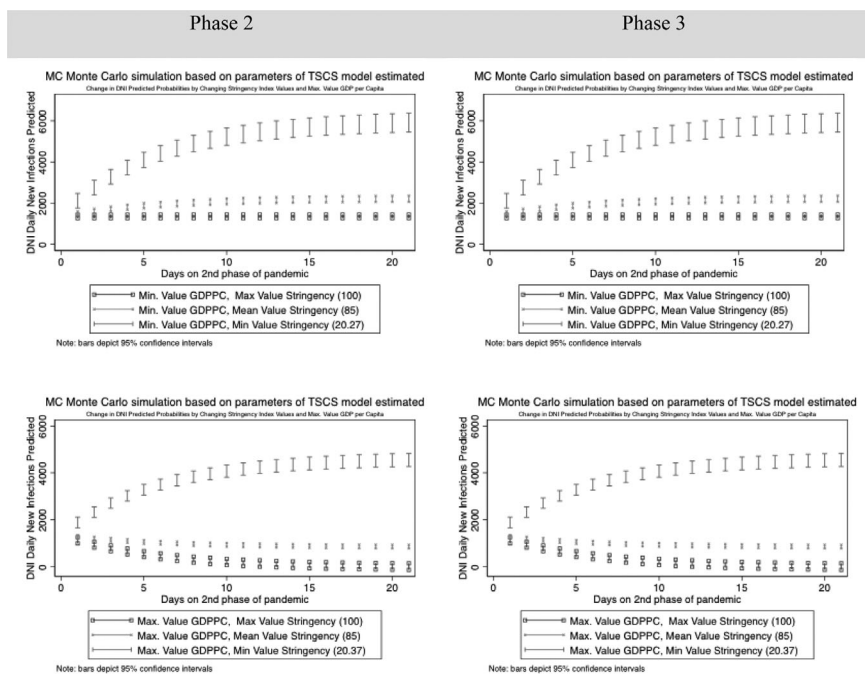 Phase 2
Phase 3
MC Monte Carlo simulation based on parameters of TSCS model estimated
Change in DNI Predicted Probabilities by Changing Stringency Index Values and Max. Value GDP per Capita
DNI Daily New Infections Predicted
6000
4000
2000
0
0 5 10 15 20
Days on 2nd phase of pandemic
Min. Value GDPPC, Max Value Stringency (100)
Min. Value GDPPC, Mean Value Stringency (85)
Min. Value GDPPC, Min Value Stringency (20.27)
Note: bars depict 95% confidence intervals
MC Monte Carlo simulation based on parameters of TSCS model estimated
Change in DNI Predicted Probabilities by Changing Stringency Index Values and Max. Value GDP per Capita
DNI Daily New Infections Predicted
6000
4000
2000
0
0 5 10 15 20
Days on 2nd phase of pandemic
Min. Value GDPPC, Max Value Stringency (100)
Min. Value GDPPC, Mean Value Stringency (85)
Min. Value GDPPC, Min Value Stringency (20.27)
Note: bars depict 95% confidence intervals
MC Monte Carlo simulation based on parameters of TSCS model estimated
Change in DNI Predicted Probabilities by Changing Stringency Index Values and Max. Value GDP per Capita
DNI Daily New Infections Predicted
6000
4000
2000
0
0 5 10 15 20
Days on 2nd phase of pandemic
Max. Value GDPPC, Max Value Stringency (100)
Max. Value GDPPC, Mean Value Stringency (85)
Max. Value GDPPC, Min Value Stringency (20.37)
Note: bars depict 95% confidence intervals
MC Monte Carlo simulation based on parameters of TSCS model estimated
Change in DNI Predicted Probabilities by Changing Stringency Index Values and Max. Value GDP per Capita
DNI Daily New Infections Predicted
6000
4000
2000
0
0 5 10 15 20
Days on 2nd phase of pandemic
Max. Value GDPPC, Max Value Stringency (100)
Max. Value GDPPC, Mean Value Stringency (85)
Max. Value GDPPC, Min Value Stringency (20.37)
Note: bars depict 95% confidence intervals